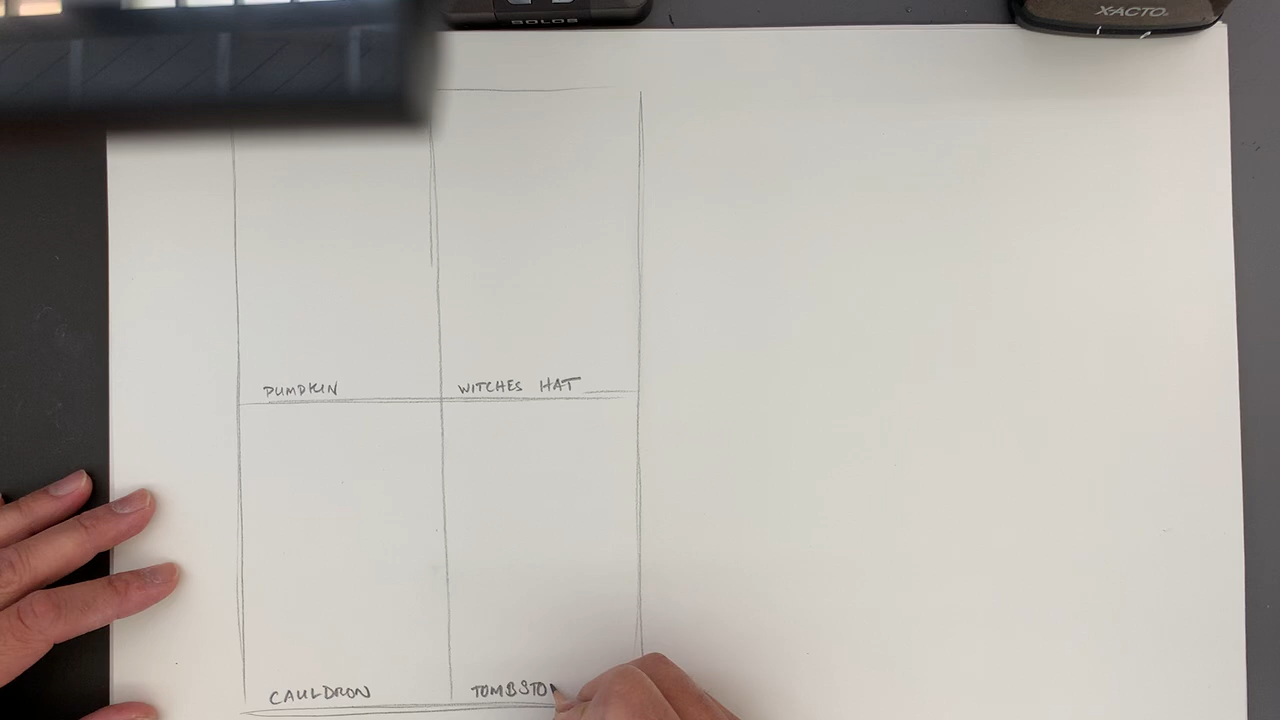 SOLOS
X-ACTO
PUMPKIN
WITCHES HAT
CAULDRON
TOMBSTO